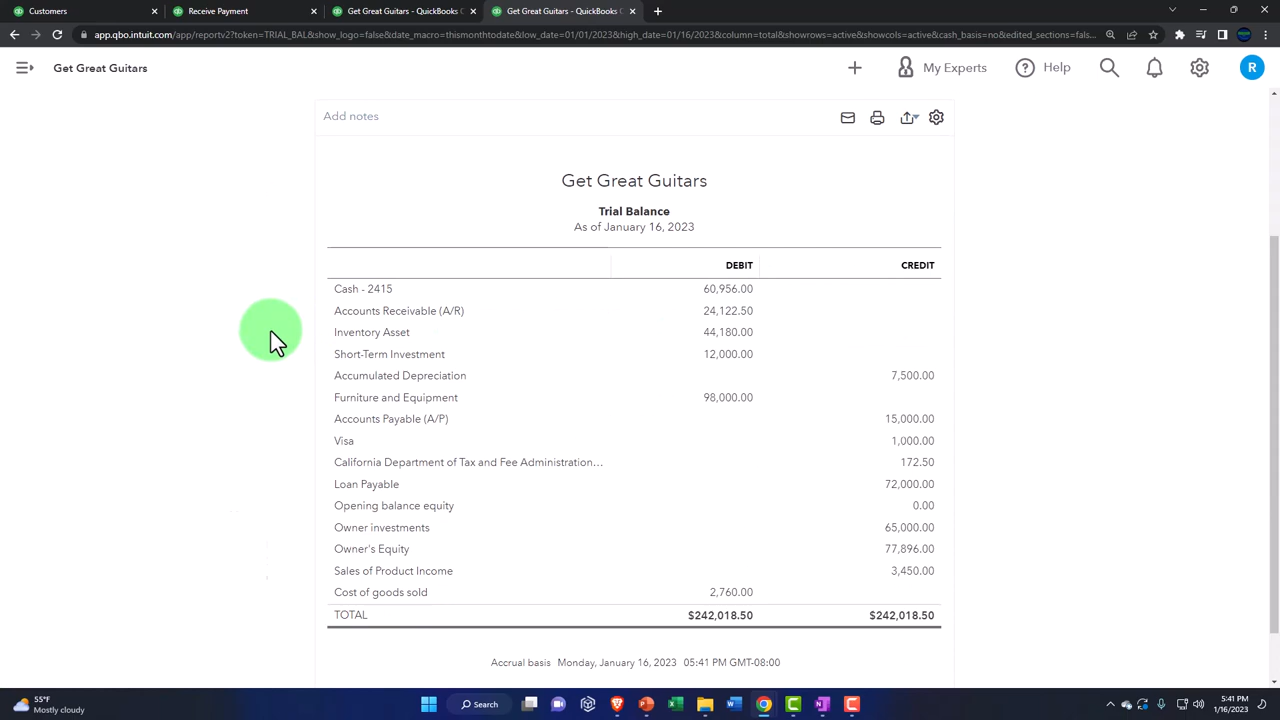 Customers
Receive Payment
Get Great Guitars - QuickBooks C
Get Great Guitars - QuickBooks C
app.qbo.intuit.com/app/reportv2?token=TRIAL_BAL&show_logo=false&date_macro=thismonthtodate&low_date=01/01/2023&high_date=01/16/2023&column=total&showrows=active&showcols=active&cash_basis=no&edited_sections=fals...
Get Great Guitars
My Experts
Help
R
Add notes
Get Great Guitars
Trial Balance
As of January 16, 2023
DEBIT CREDIT
Cash - 2415 60,956.00
Accounts Receivable (A/R) 24,122.50
Inventory Asset 44,180.00
Short-Term Investment 12,000.00
Accumulated Depreciation 7,500.00
Furniture and Equipment 98,000.00
Accounts Payable (A/P) 15,000.00
Visa 1,000.00
California Department of Tax and Fee Administration... 172.50
Loan Payable 72,000.00
Opening balance equity 0.00
Owner investments 65,000.00
Owner's Equity 77,896.00
Sales of Product Income 3,450.00
Cost of goods sold 2,760.00
TOTAL $242,018.50 $242,018.50
Accrual basis Monday, January 16, 2023 05:41 PM GMT-08:00
55°F
Mostly cloudy
Search
5:41 PM
1/16/2023